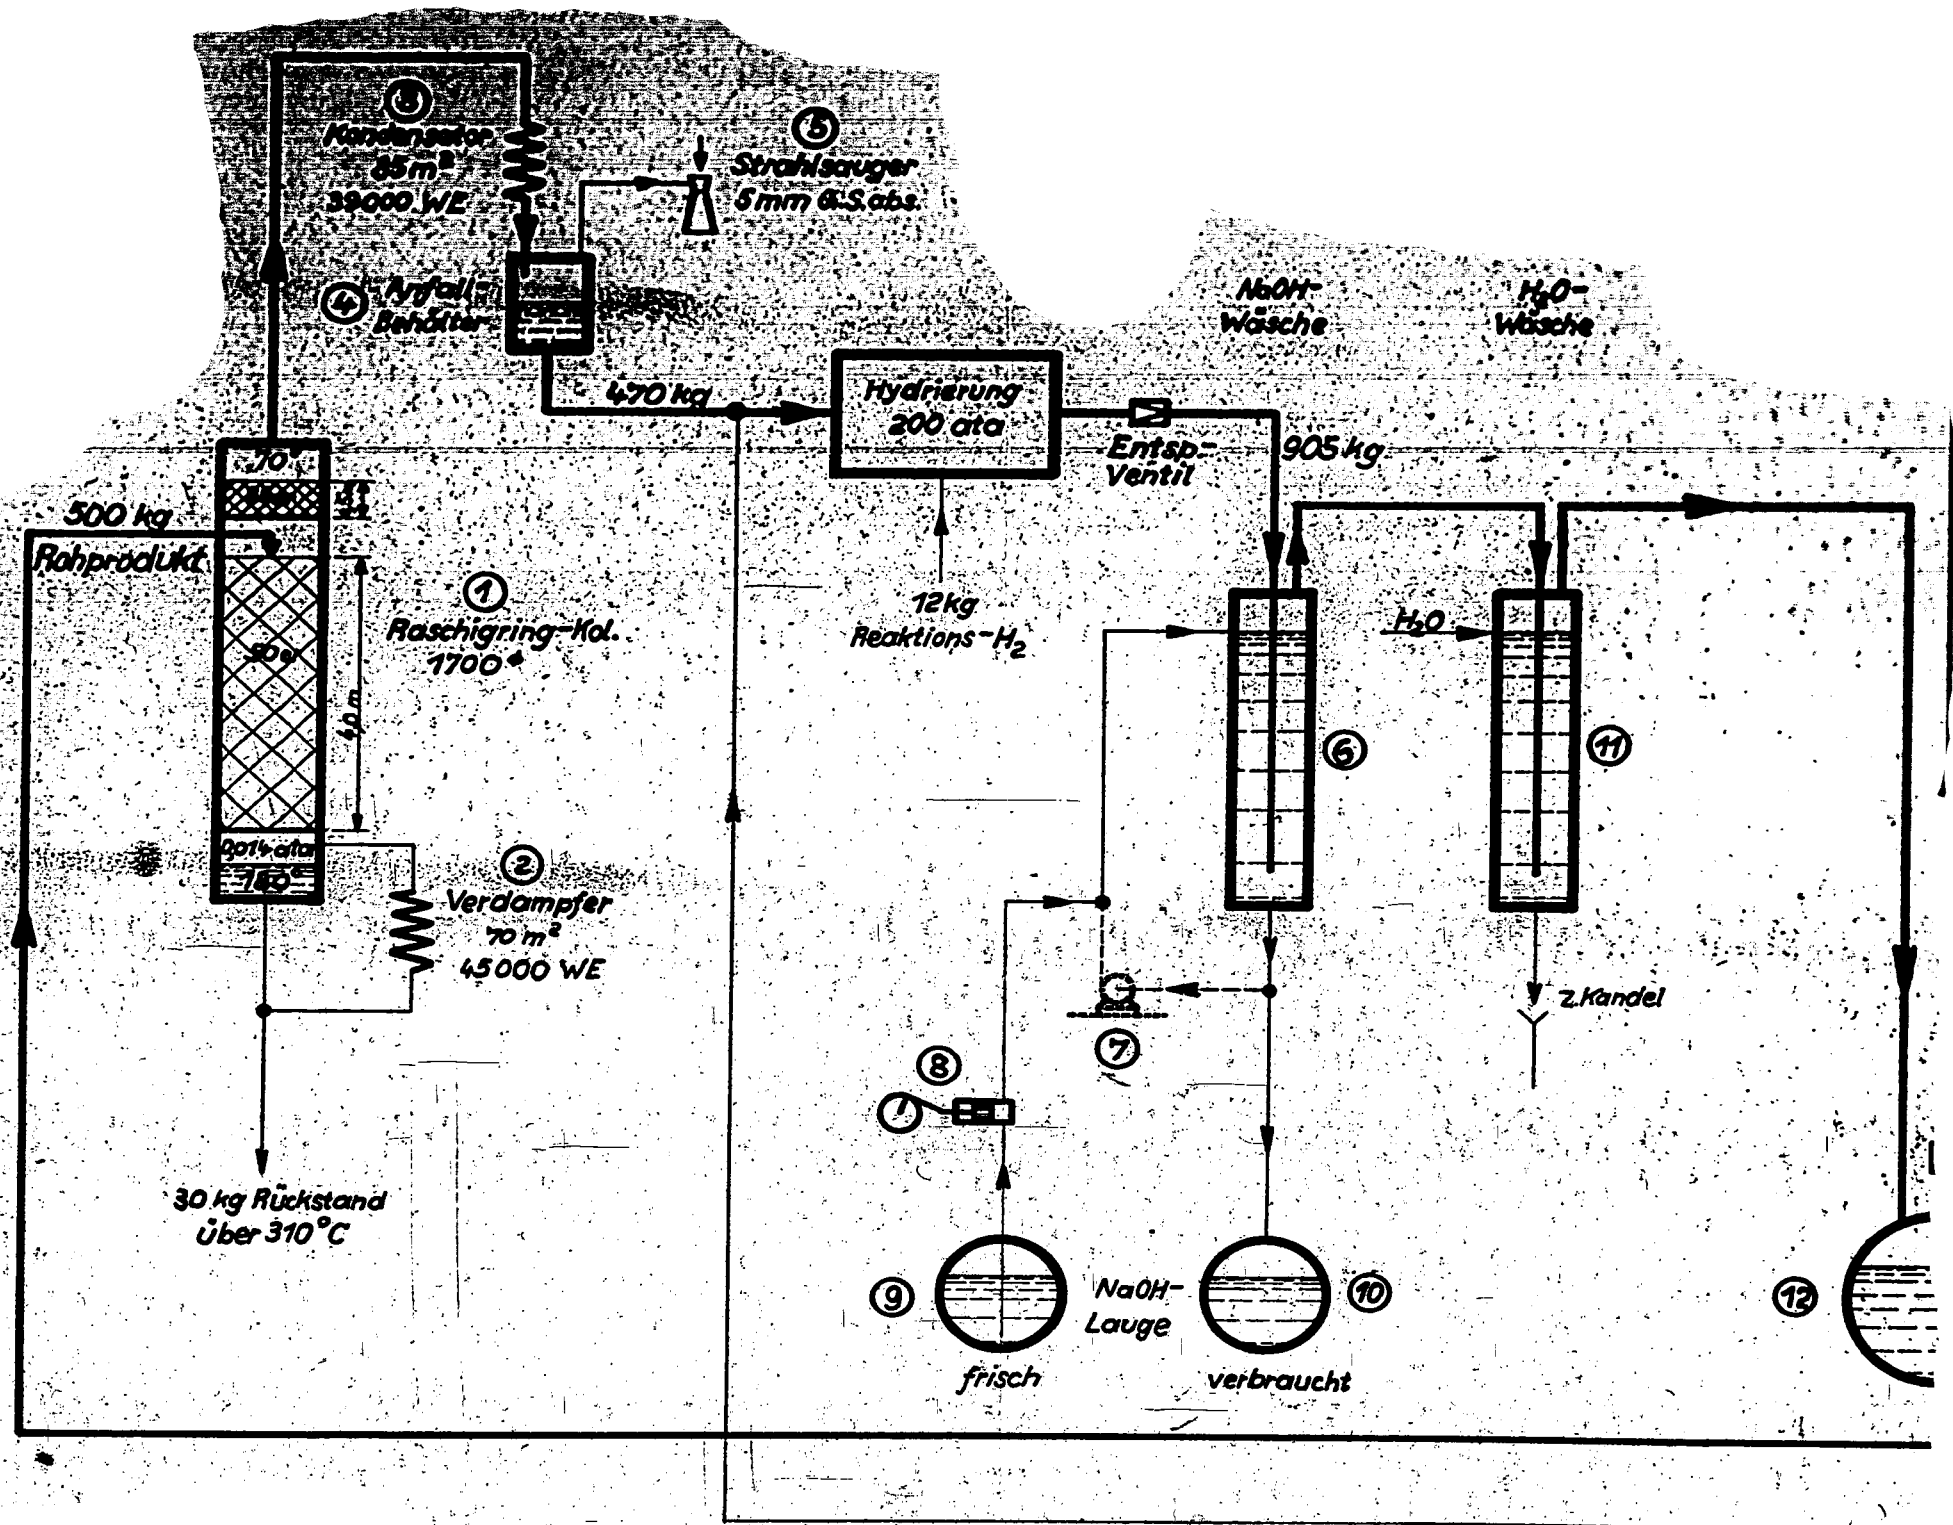 3
Kondensator
85 m²
39000 WE
5
Strahlsauger
5 mm Q.S. abs.
4
Anfall-
Behälter
NaOH-
Wäsche
H₂O-
Wäsche
470 kg
Hydrierung
200 ata
Entsp.-
Ventil
905 kg
70°
500 kg
Rohprodukt
1
Raschigring-Kol.
1700
4,0 m
12 kg
Reaktions-H₂
H₂O
6
11
0,014 ata
180°
2
Verdampfer
70 m²
45000 WE
z. Kandel
7
8
30 kg Rückstand
über 310°C
9
NaOH-
Lauge
10
12
frisch
verbraucht